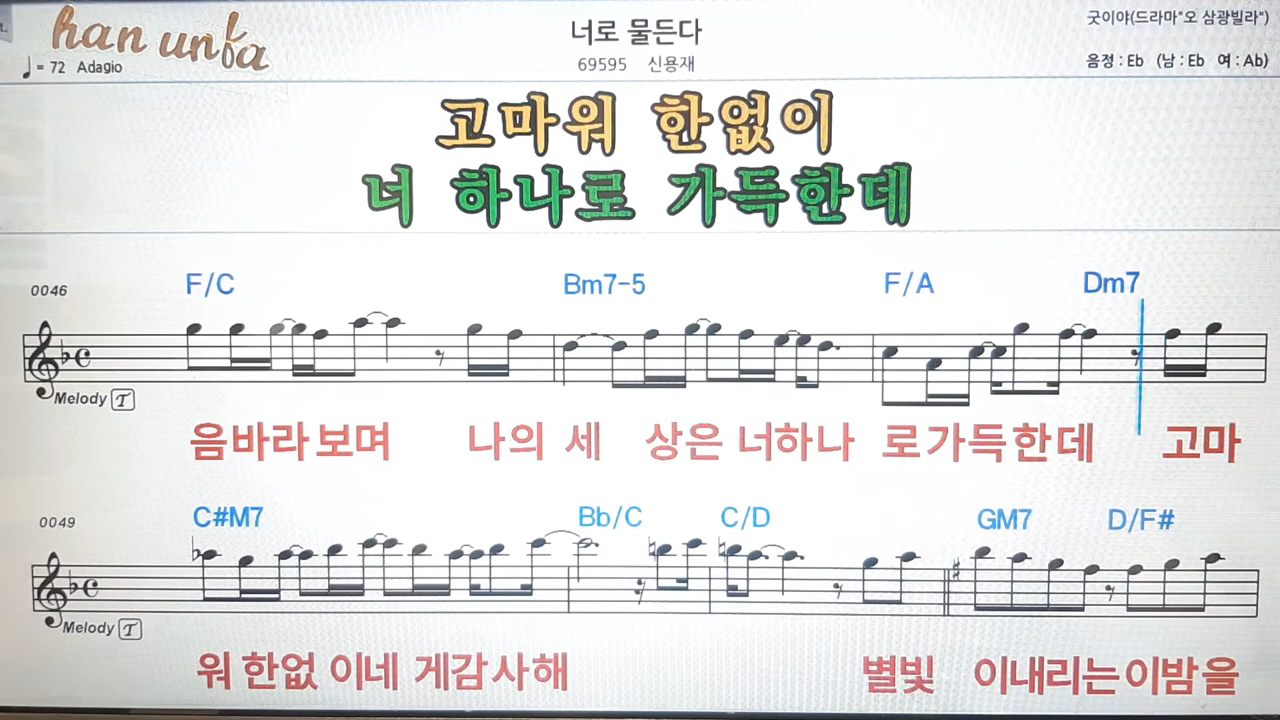 han un fa
너로 물든다
굿이야(드라마"오 삼광빌라")
♩= 72 Adagio
69595 신용재
음정 : Eb (남 : Eb 여 : Ab)
고마워 한없이
너 하나로 가득한데
0046
F/C Bm7-5 F/A Dm7
Melody T
음바라보며 나의 세 상은 너하나 로가득한데 고마
0049
C#M7 Bb/C C/D GM7 D/F#
Melody T
워 한없 이네 게감사해 별빛 이내리는이밤을